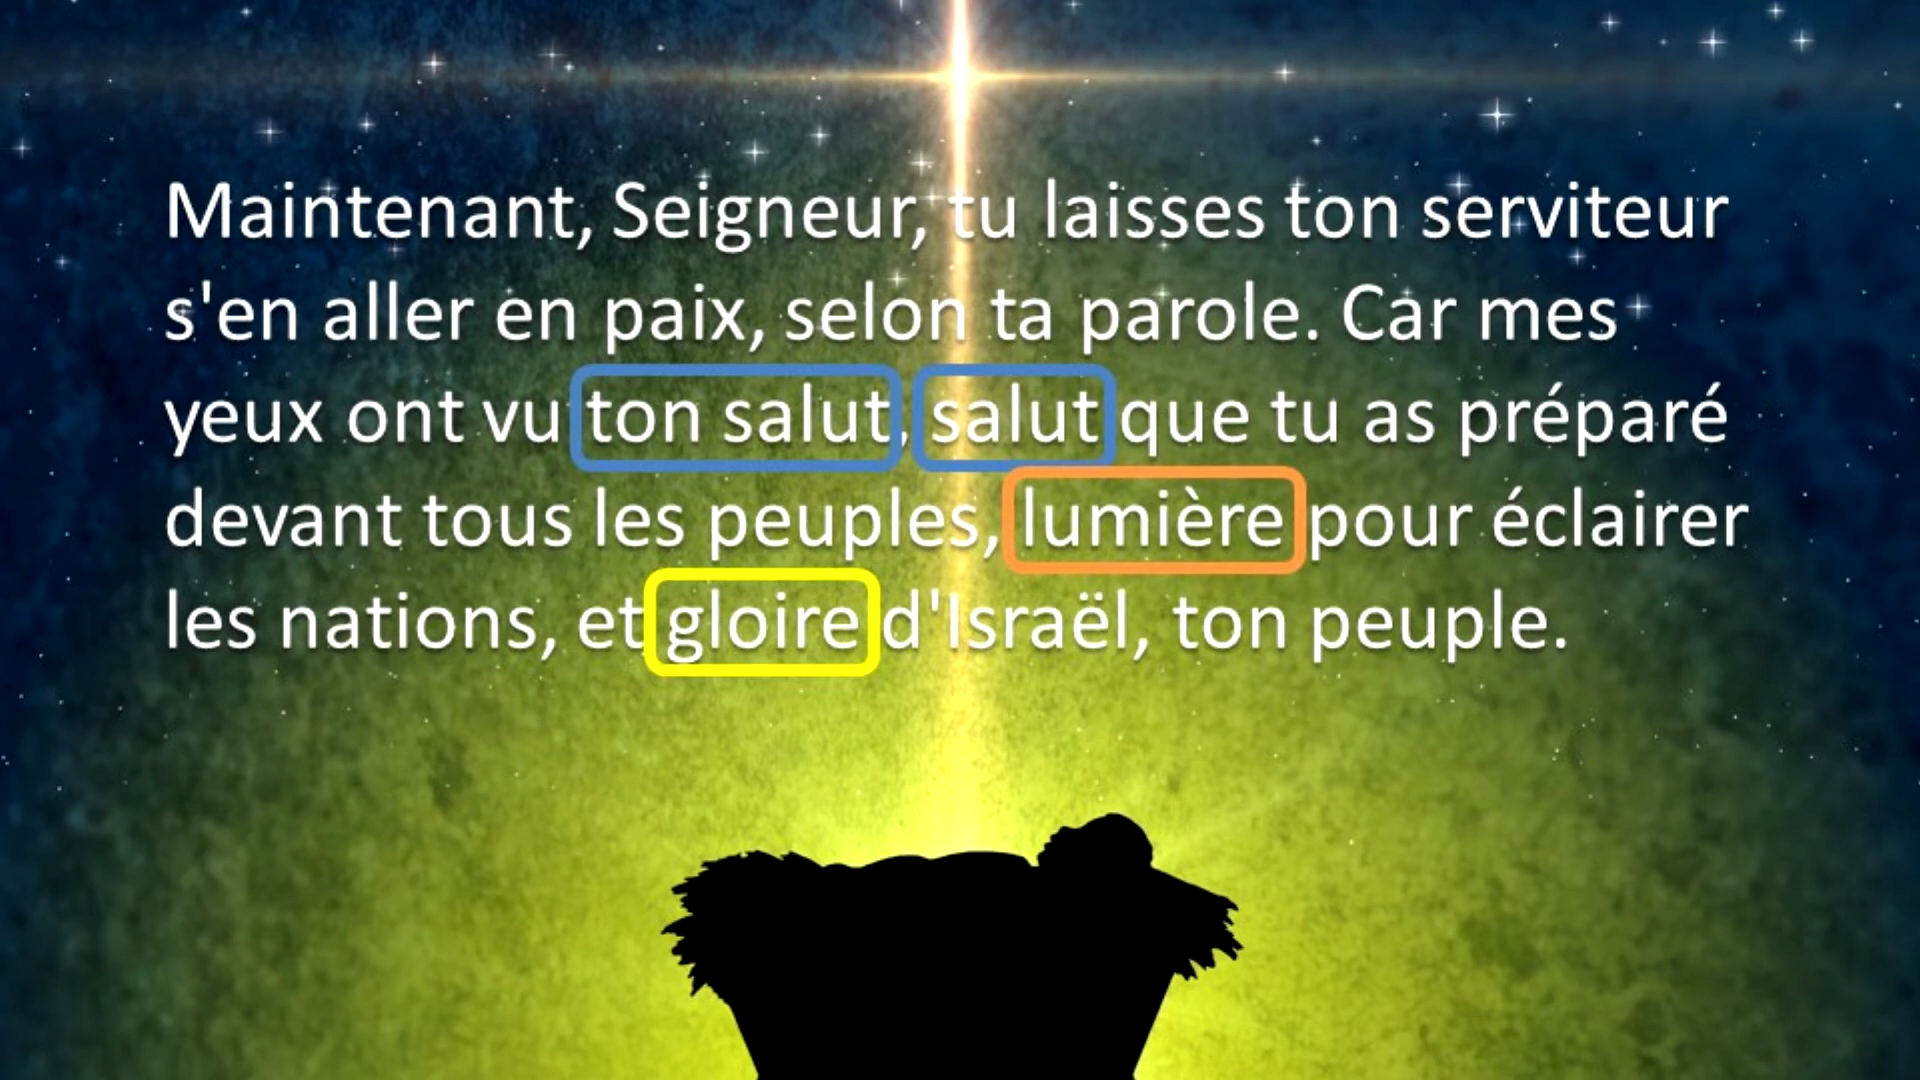 Maintenant, Seigneur, tu laisses ton serviteur
s'en aller en paix, selon ta parole. Car mes
yeux ont vu ton salut, salut que tu as préparé
devant tous les peuples, lumière pour éclairer
les nations, et gloire d'Israël, ton peuple.